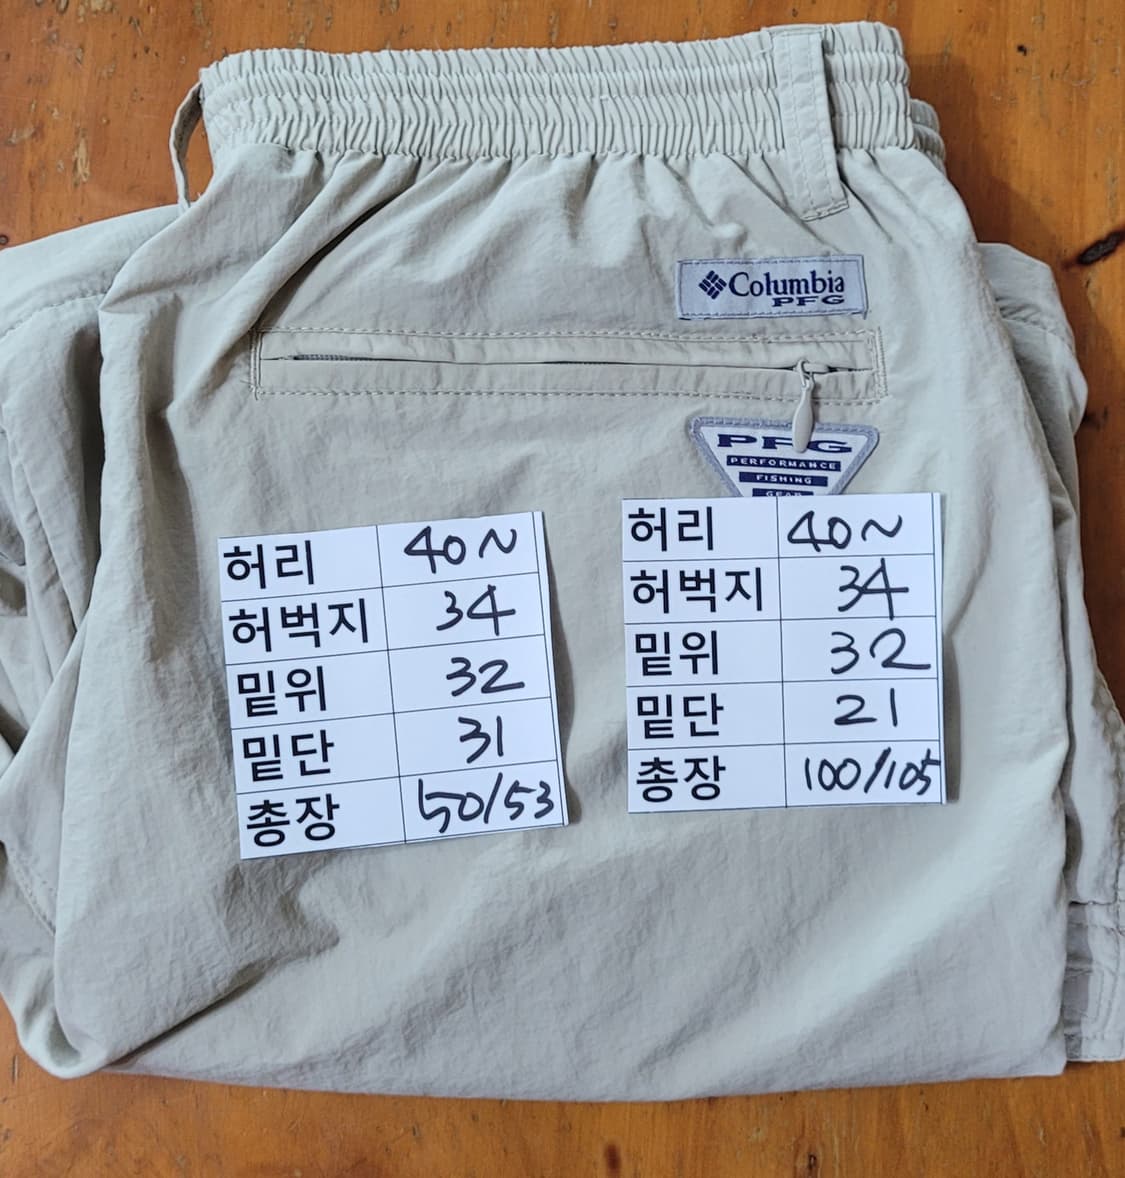 Columbia
PFG
PFG
PERFORMANCE
FISHING
GEAR
허리 40~
허벅지 34
밑위 32
밑단 31
총장 50/53
허리 40~
허벅지 34
밑위 32
밑단 21
총장 100/105